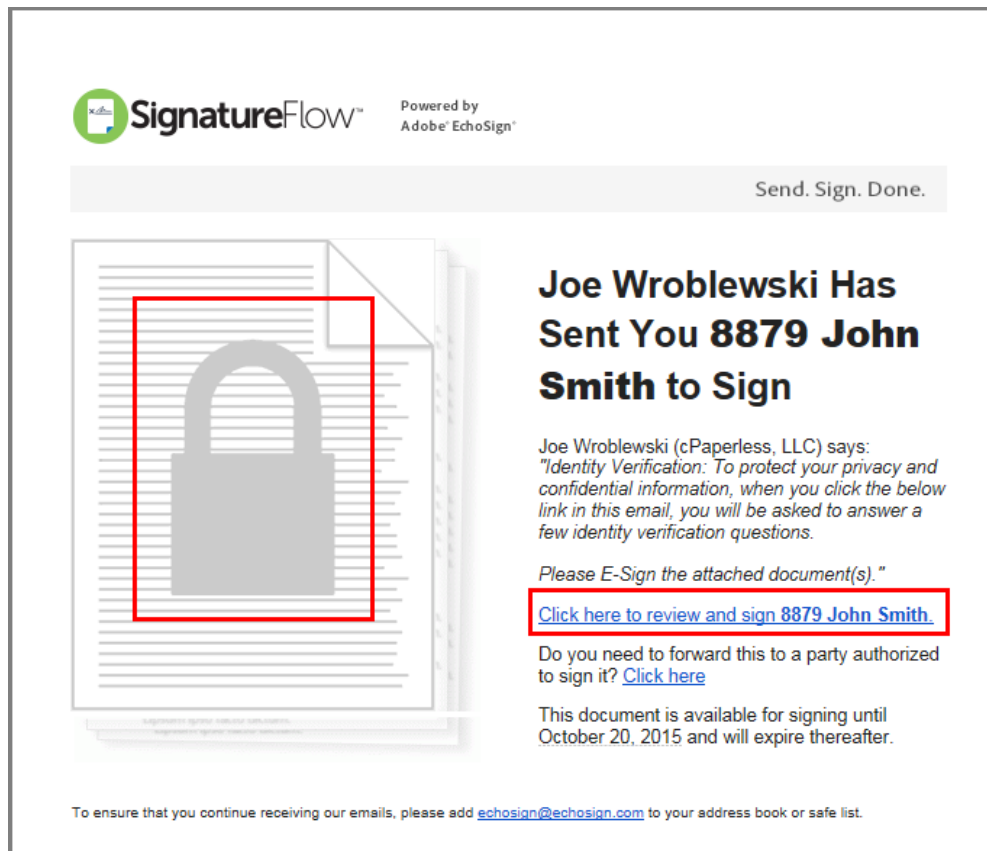 SignatureFlow™
Powered by
Adobe® EchoSign®
Send. Sign. Done.
Joe Wroblewski Has
Sent You 8879 John
Smith to Sign
Joe Wroblewski (cPaperless, LLC) says:
"Identity Verification: To protect your privacy and
confidential information, when you click the below
link in this email, you will be asked to answer a
few identity verification questions.
Please E-Sign the attached document(s)."
Click here to review and sign 8879 John Smith.
Do you need to forward this to a party authorized
to sign it? Click here
This document is available for signing until
October 20, 2015 and will expire thereafter.
To ensure that you continue receiving our emails, please add echosign@echosign.com to your address book or safe list.